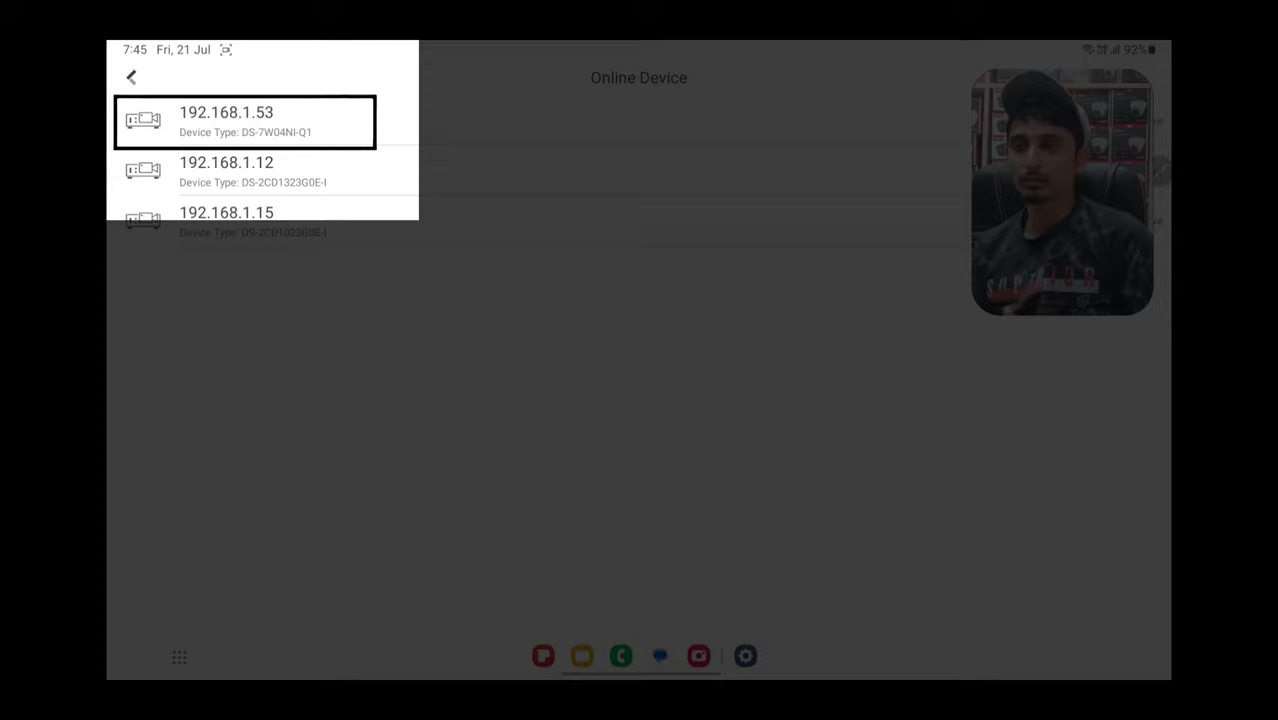 7:45 Fri, 21 Jul
92%
Online Device
192.168.1.53
Device Type: DS-7W04NI-Q1
192.168.1.12
Device Type: DS-2CD1323G0E-I
192.168.1.15
Device Type: DS-2CD1023G0E-I